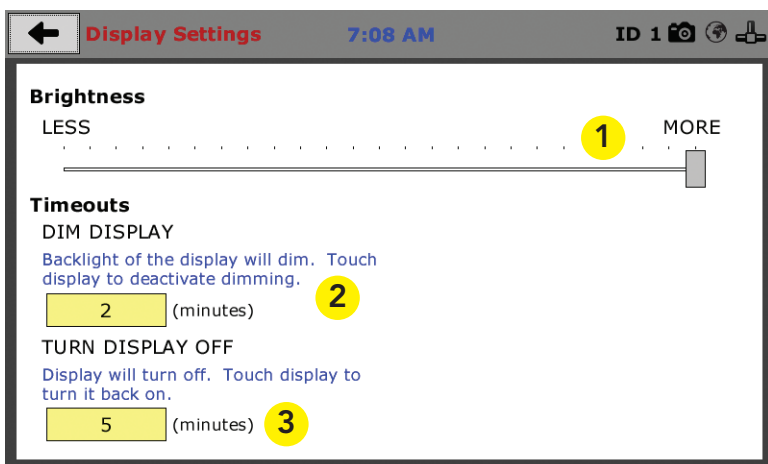 Display Settings 7:08 AM ID 1
Brightness
LESS 1 MORE
Timeouts
DIM DISPLAY
Backlight of the display will dim. Touch
display to deactivate dimming.
2
2 (minutes)
TURN DISPLAY OFF
Display will turn off. Touch display to
turn it back on.
5 (minutes) 3